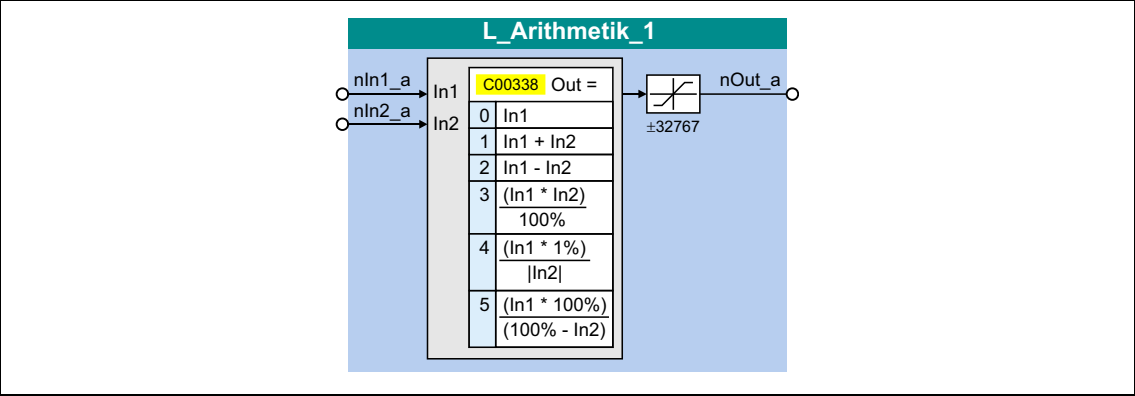 L_Arithmetik_1
nIn1_a
nIn2_a
In1
In2
C00338 Out =
0 In1
1 In1 + In2
2 In1 - In2
3 (In1 * In2)
100%
4 (In1 * 1%)
|In2|
5 (In1 * 100%)
(100% - In2)
nOut_a
±32767